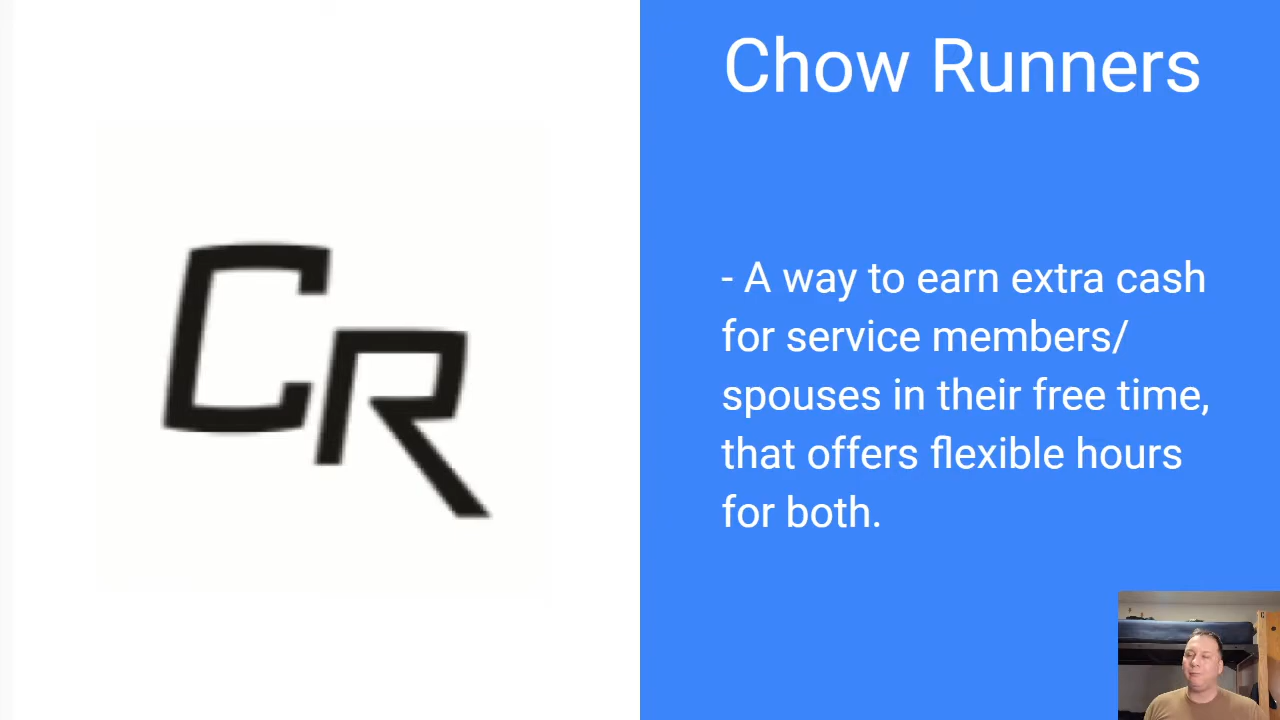 Chow Runners
CR
- A way to earn extra cash
for service members/
spouses in their free time,
that offers flexible hours
for both.